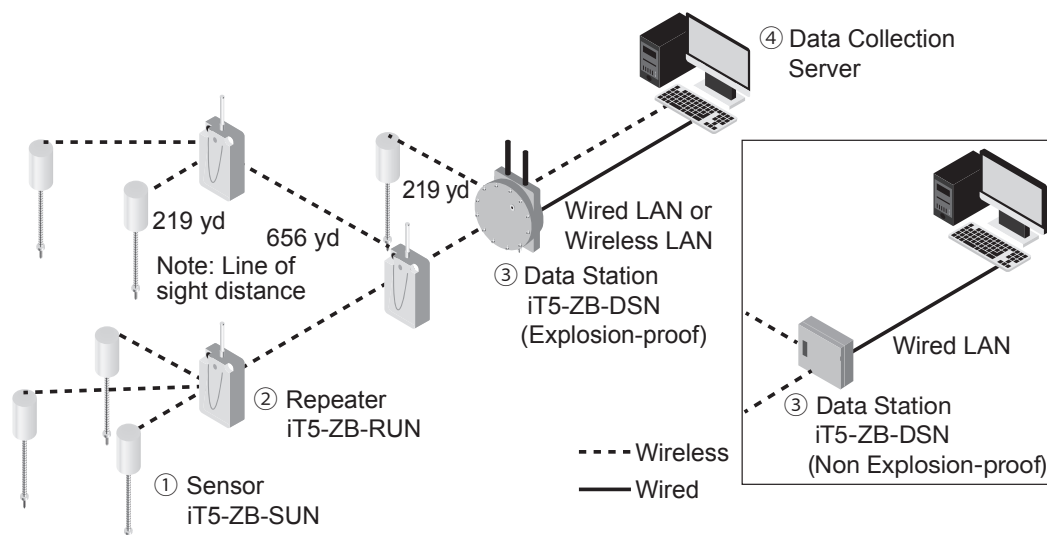 ④ Data Collection
Server
219 yd
219 yd
656 yd
Note: Line of
sight distance
Wired LAN or
Wireless LAN
③ Data Station
iT5-ZB-DSN
(Explosion-proof)
② Repeater
iT5-ZB-RUN
① Sensor
iT5-ZB-SUN
Wireless
Wired
Wired LAN
③ Data Station
iT5-ZB-DSN
(Non Explosion-proof)